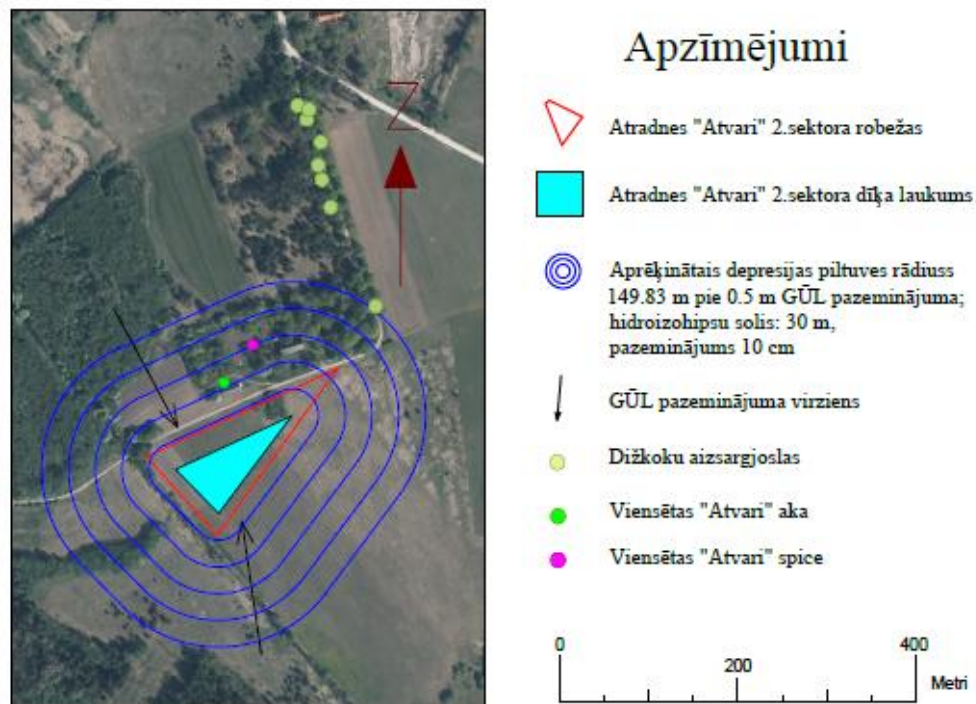 Z
Apzīmējumi
Atradnes "Atvari" 2.sektora robežas
Atradnes "Atvari" 2.sektora dīķa laukums
Aprēķinātais depresijas piltuves rādiuss
149.83 m pie 0.5 m GŪL pazeminājuma;
hidroizohipsu solis: 30 m,
pazeminājums 10 cm
GŪL pazeminājuma virziens
Dižkoku aizsargjoslas
Viensētas "Atvari" aka
Viensētas "Atvari" spice
0 400
200
Metri